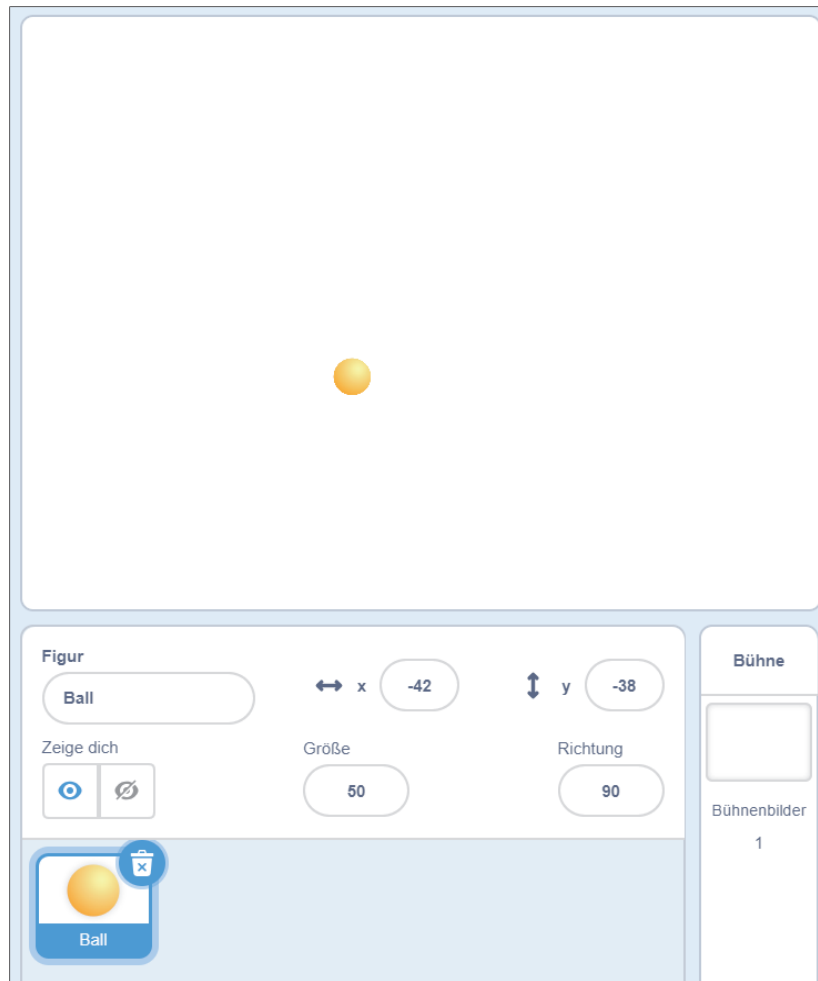 Figur
Ball
x -42
y -38
Zeige dich
Größe
50
Richtung
90
Ball
Bühne
Bühnenbilder
1